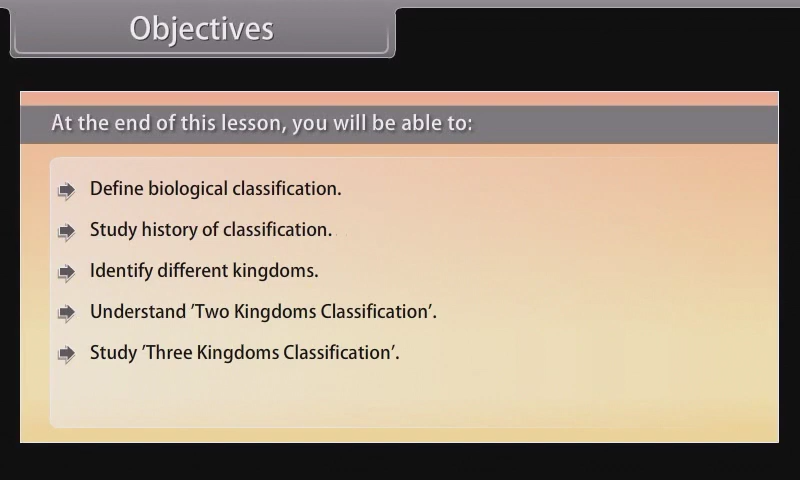 Objectives
At the end of this lesson, you will be able to:
Define biological classification.
Study history of classification.
Identify different kingdoms.
Understand 'Two Kingdoms Classification'.
Study 'Three Kingdoms Classification'.